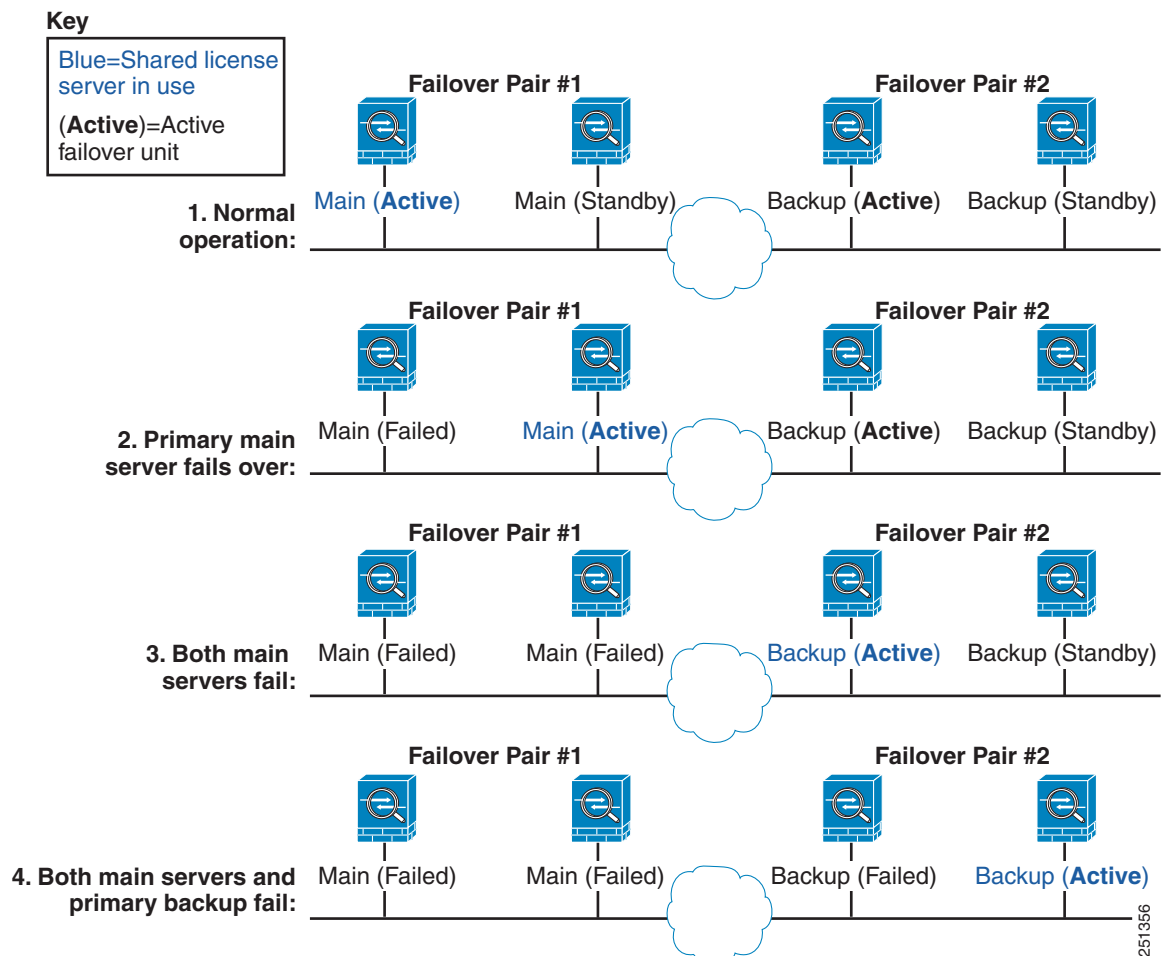 Key
Blue=Shared license
server in use
(Active)=Active
failover unit
Failover Pair #1
Failover Pair #2
1. Normal
operation:
Main (Active)
Main (Standby)
Backup (Active)
Backup (Standby)
Failover Pair #1
Failover Pair #2
2. Primary main
server fails over:
Main (Failed)
Main (Active)
Backup (Active)
Backup (Standby)
Failover Pair #1
Failover Pair #2
3. Both main
servers fail:
Main (Failed)
Main (Failed)
Backup (Active)
Backup (Standby)
Failover Pair #1
Failover Pair #2
4. Both main servers and
primary backup fail:
Main (Failed)
Main (Failed)
Backup (Failed)
Backup (Active)
251356